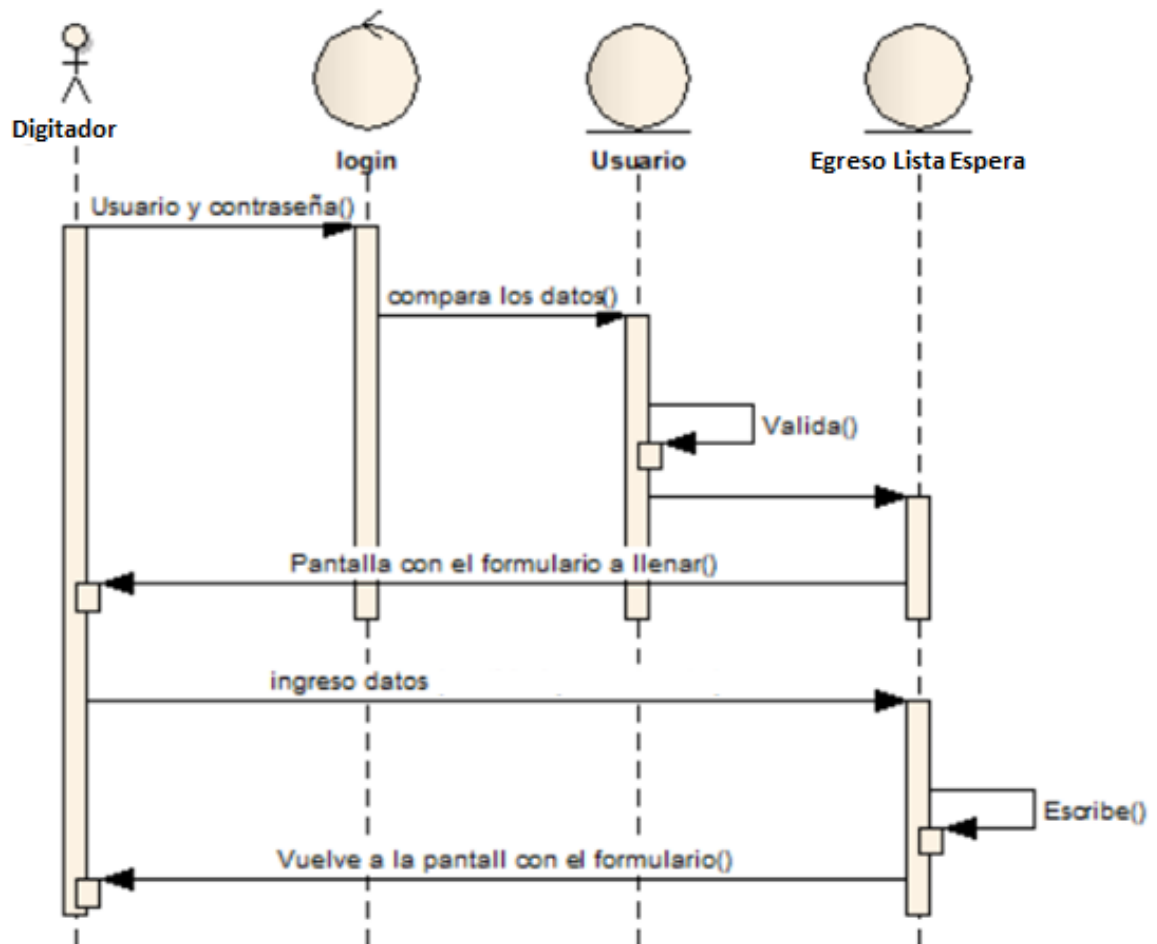 Digitador
login
Usuario
Egreso Lista Espera
Usuario y contraseña()
compara los datos()
Valida()
Pantalla con el formulario a llenar()
ingreso datos
Escribe()
Vuelve a la pantall con el formulario()